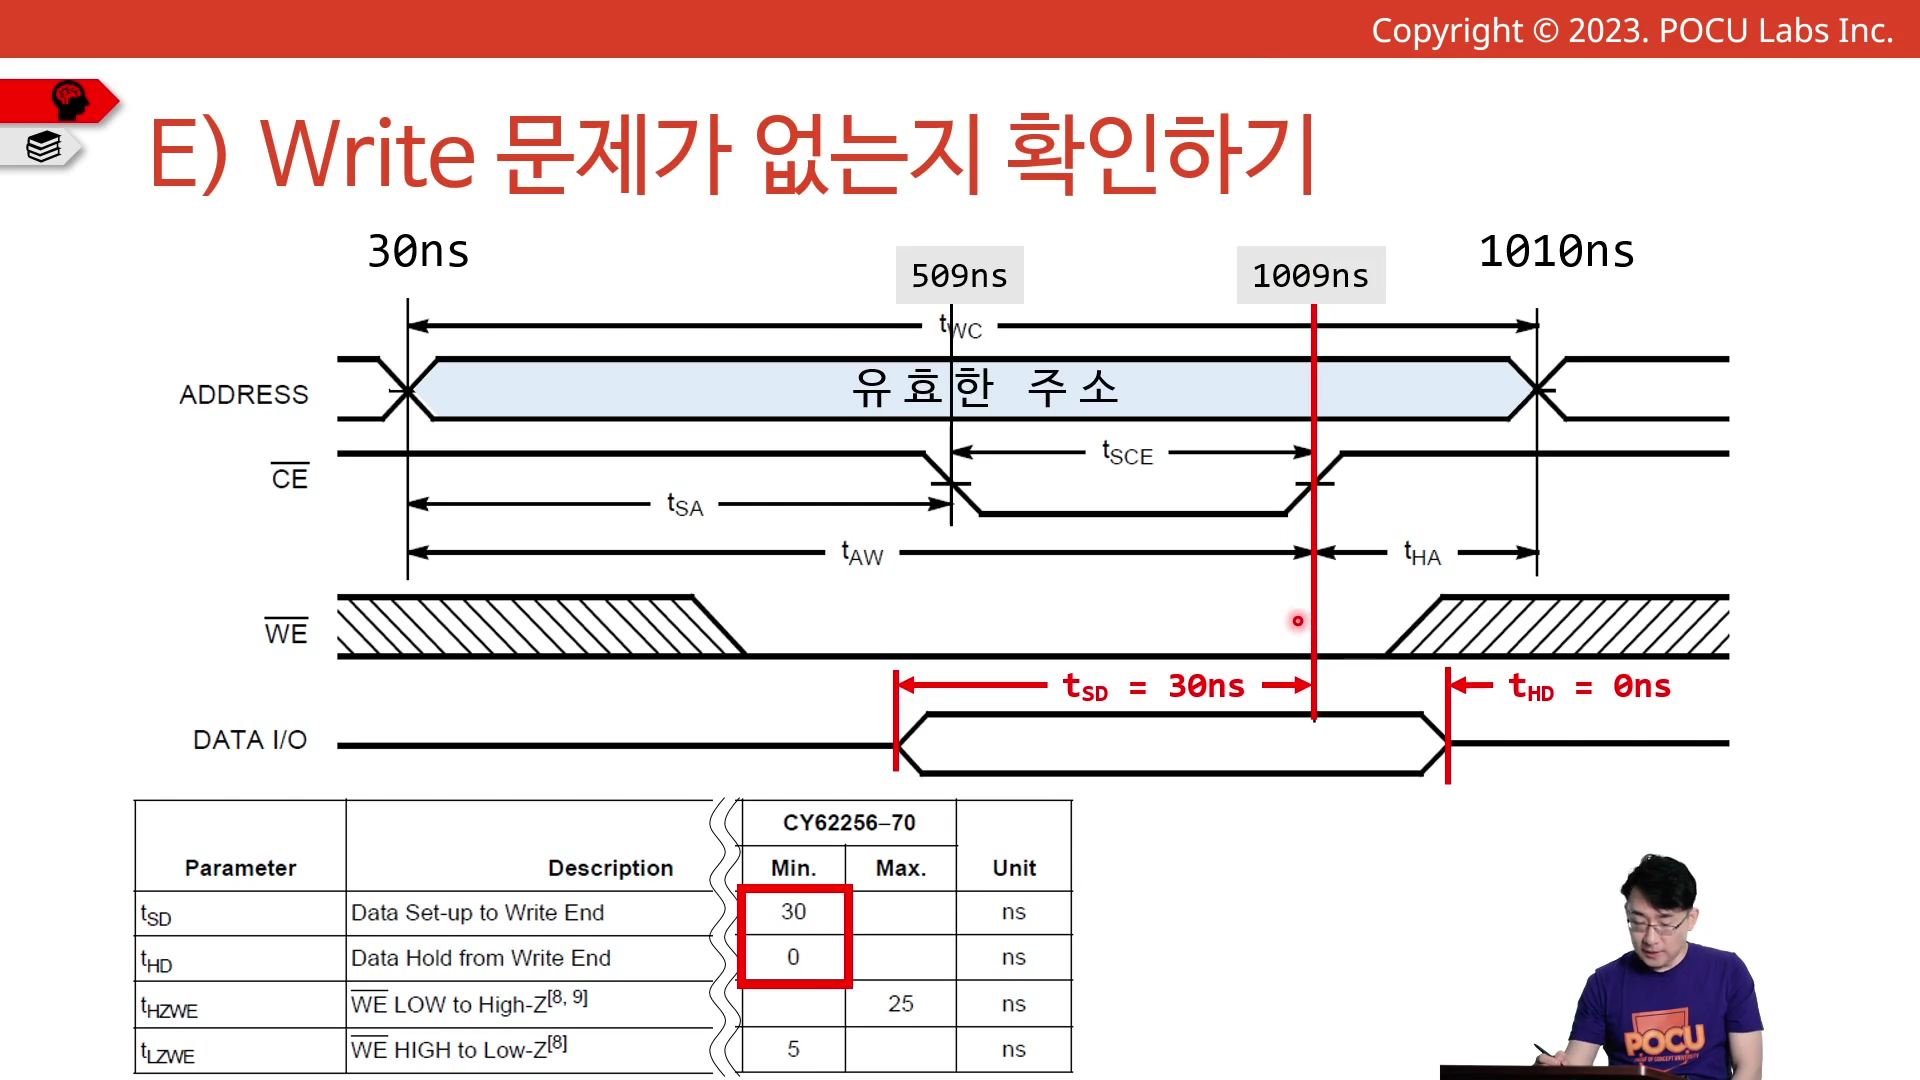 Copyright © 2023. POCU Labs Inc.
E) Write 문제가 없는지 확인하기
30ns
509ns
1009ns
1010ns
tWC
ADDRESS
유효한 주소
CE
tSCE
tSA
tAW
tHA
WE
tSD = 30ns
tHD = 0ns
DATA I/O
CY62256–70
Parameter Description Min. Max. Unit
tSD Data Set-up to Write End 30 ns
tHD Data Hold from Write End 0 ns
tHZWE WE LOW to High-Z[8, 9] 25 ns
tLZWE WE HIGH to Low-Z[8] 5 ns
POCU